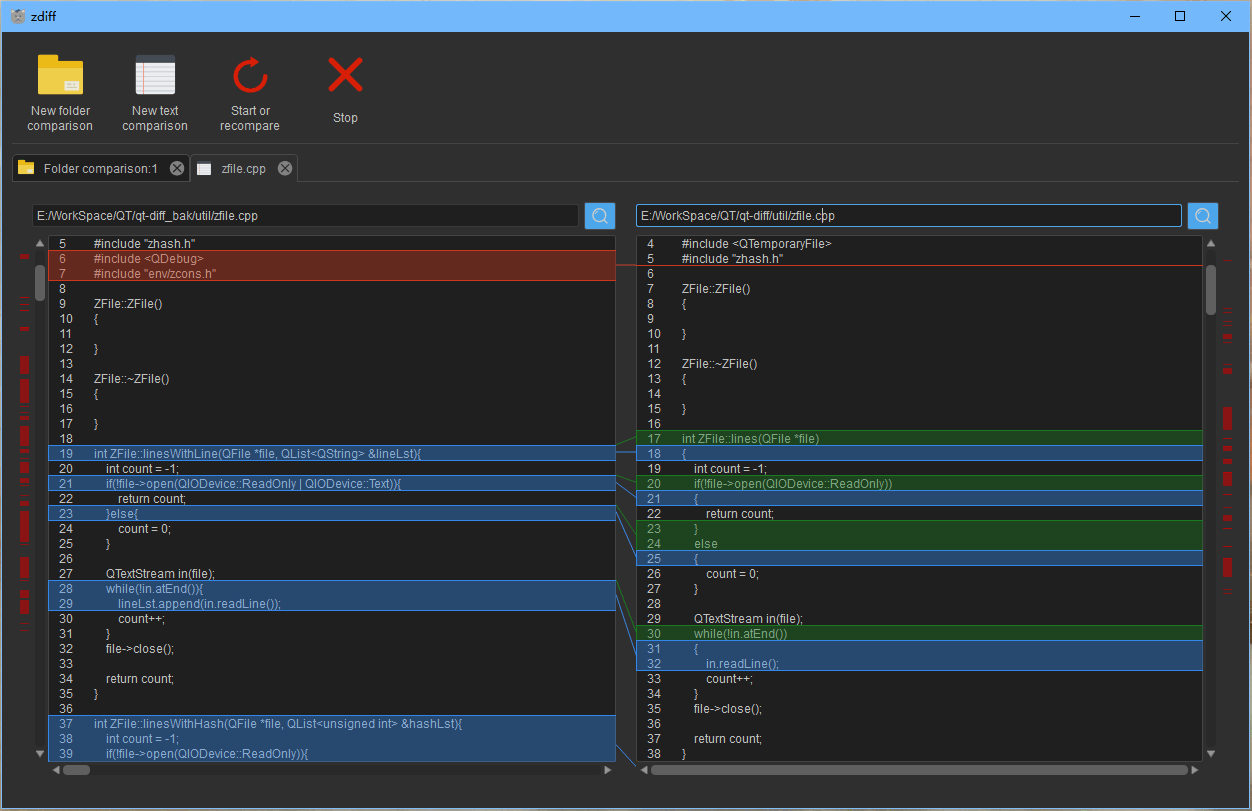 zdiff
New folder
comparison
New text
comparison
Start or
recompare
Stop
Folder comparison:1
zfile.cpp
E:/WorkSpace/QT/qt-diff_bak/util/zfile.cpp
5 #include "zhash.h"
6 #include <QDebug>
7 #include "env/zcons.h"
8
9 ZFile::ZFile()
10 {
11
12 }
13
14 ZFile::~ZFile()
15 {
16
17 }
18
19 int ZFile::linesWithLine(QFile *file, QList<QString> &lineLst){
20 int count = -1;
21 if(!file->open(QIODevice::ReadOnly | QIODevice::Text)){
22 return count;
23 }else{
24 count = 0;
25 }
26
27 QTextStream in(file);
28 while(!in.atEnd()){
29 lineLst.append(in.readLine());
30 count++;
31 }
32 file->close();
33
34 return count;
35 }
36
37 int ZFile::linesWithHash(QFile *file, QList<unsigned int> &hashLst){
38 int count = -1;
39 if(!file->open(QIODevice::ReadOnly)){
E:/WorkSpace/QT/qt-diff/util/zfile.cpp
4 #include <QTemporaryFile>
5 #include "zhash.h"
6
7 ZFile::ZFile()
8 {
9
10 }
11
12 ZFile::~ZFile()
13 {
14
15 }
16
17 int ZFile::lines(QFile *file)
18 {
19 int count = -1;
20 if(!file->open(QIODevice::ReadOnly))
21 {
22 return count;
23 }
24 else
25 {
26 count = 0;
27 }
28
29 QTextStream in(file);
30 while(!in.atEnd())
31 {
32 in.readLine();
33 count++;
34 }
35 file->close();
36
37 return count;
38 }